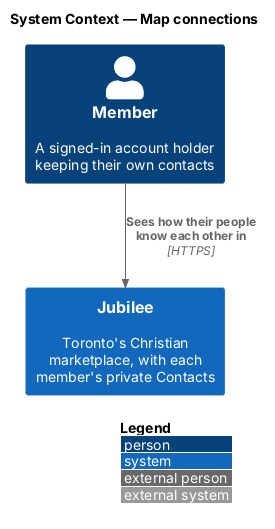 System Context — Map connections
Member
A signed-in account holder
keeping their own contacts
Sees how their people
know each other in
[HTTPS]
Jubilee
Toronto's Christian
marketplace, with each
member's private Contacts
Legend
person
system
external person
external system